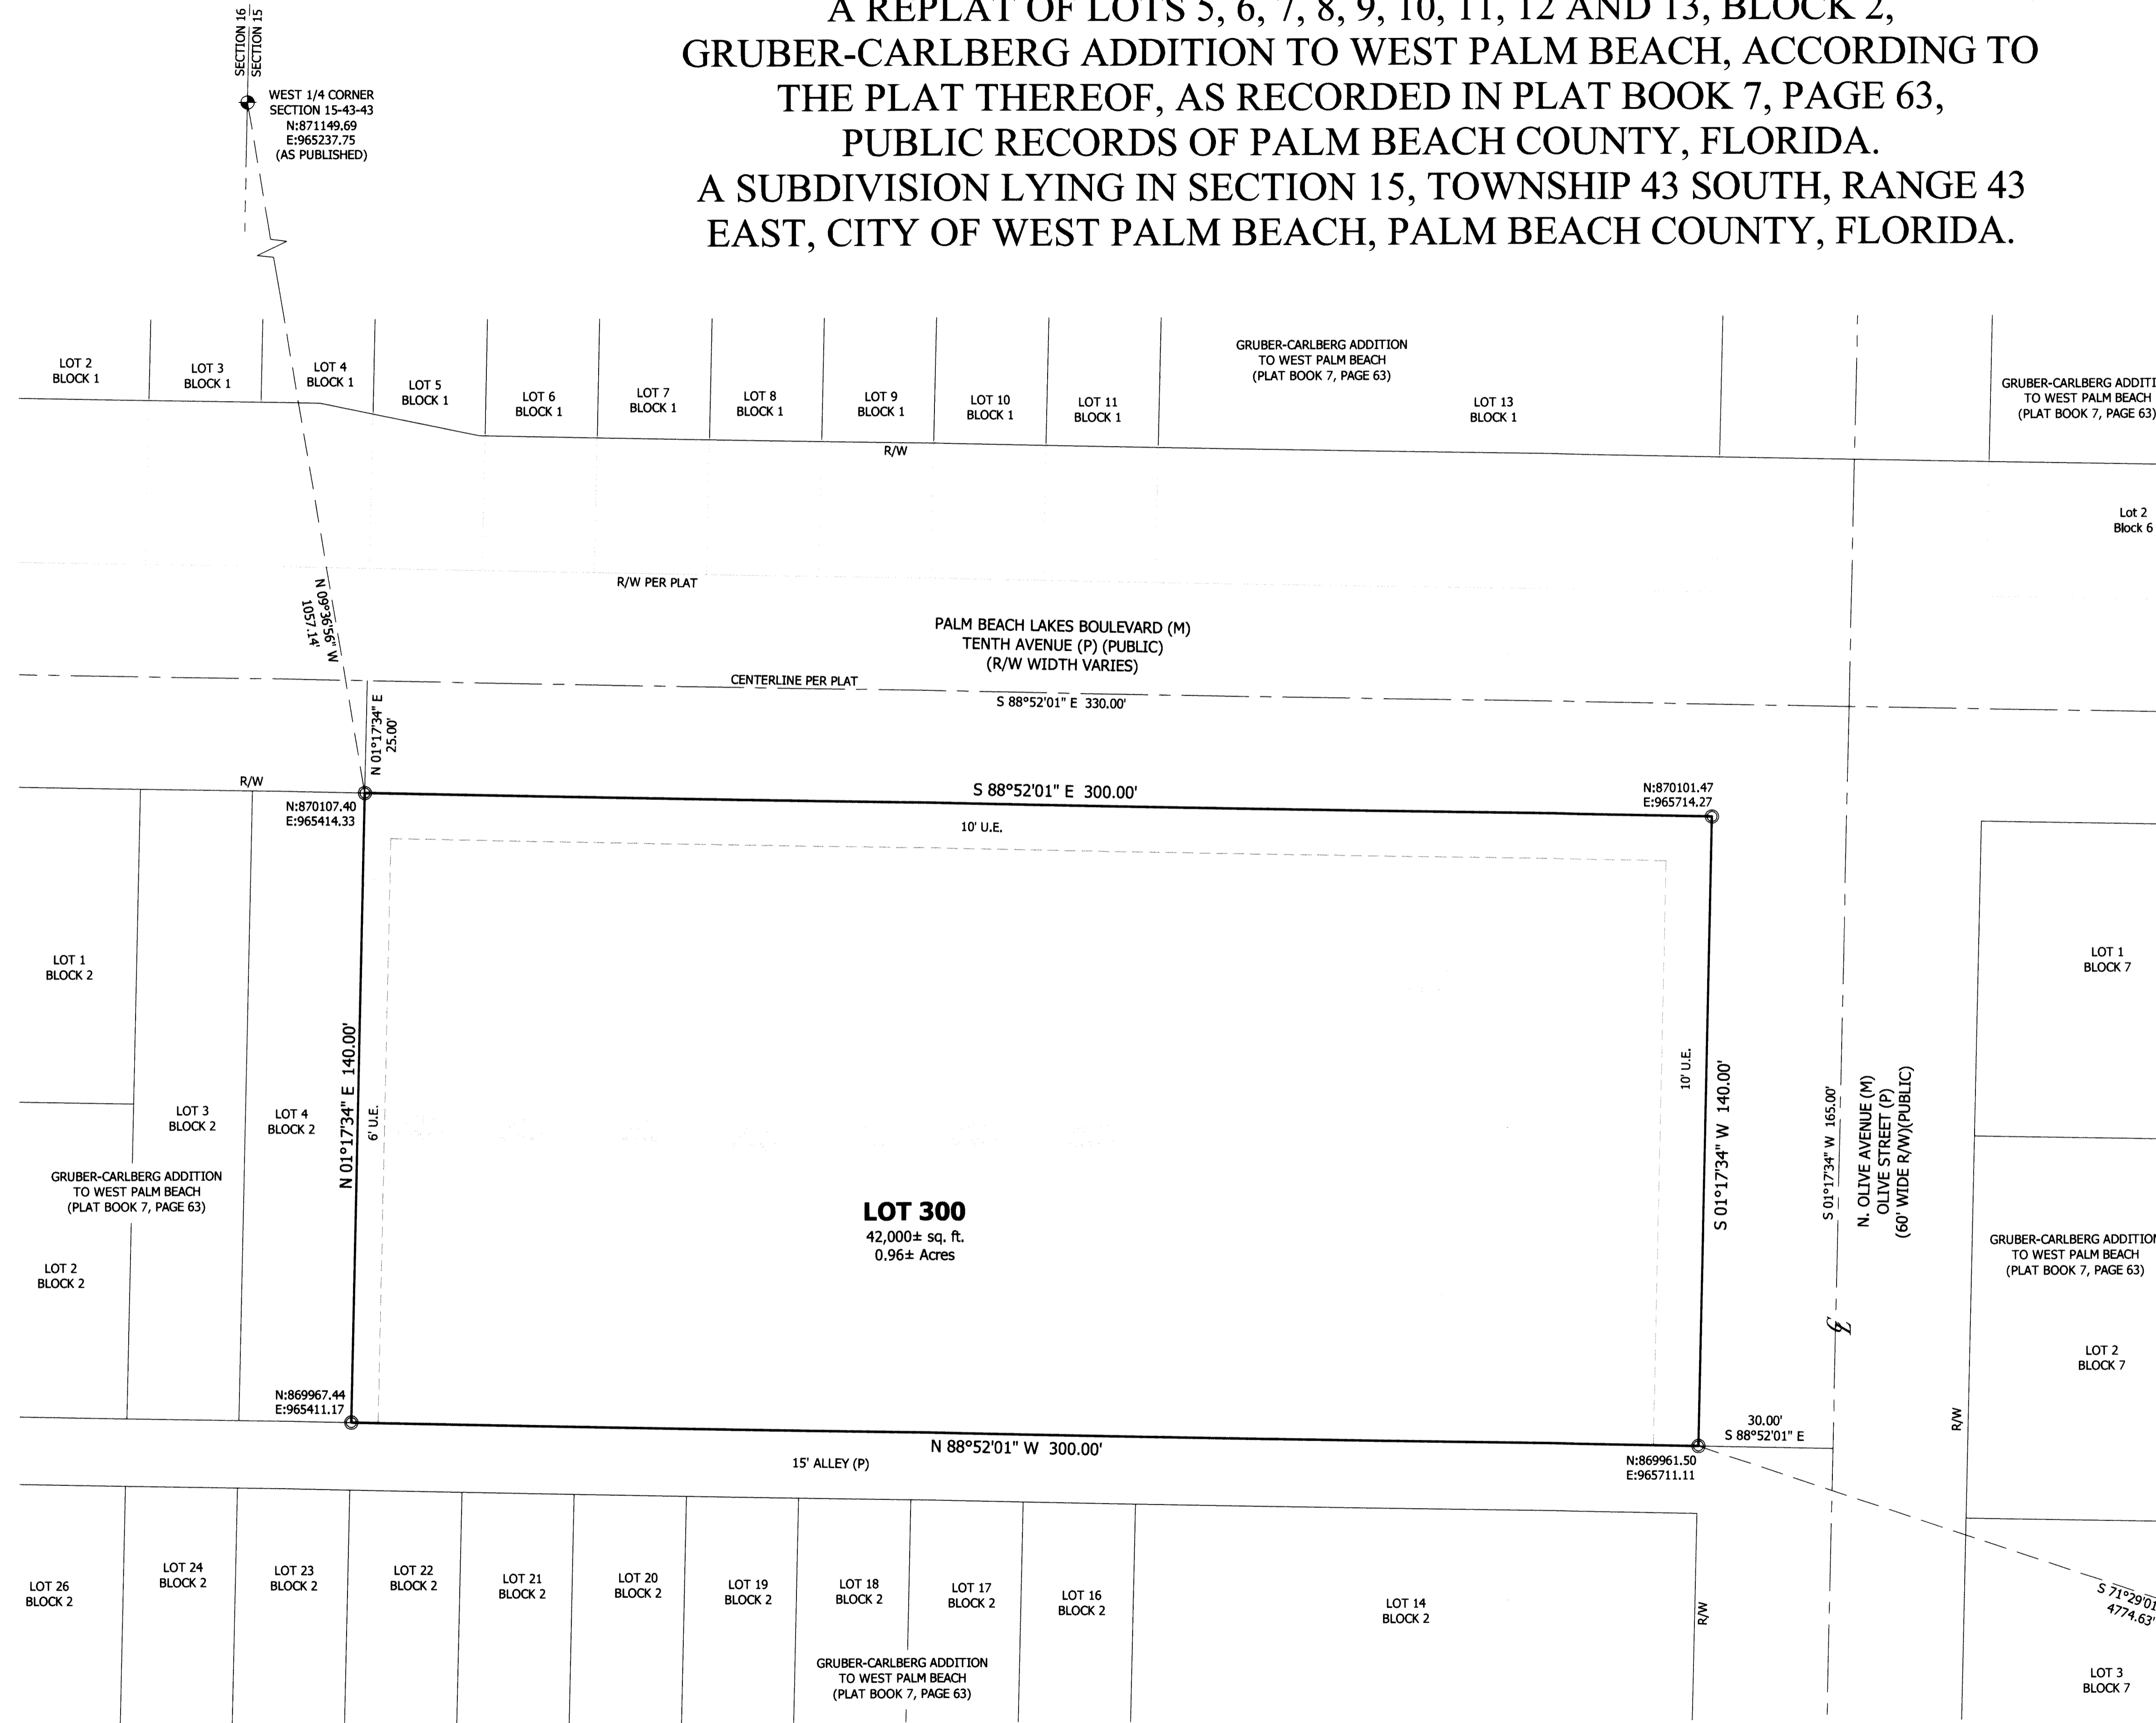 A REPLAT OF LOTS 5, 6, 7, 8, 9, 10, 11, 12 AND 13, BLOCK 2,
GRUBER-CARLBERG ADDITION TO WEST PALM BEACH, ACCORDING TO
THE PLAT THEREOF, AS RECORDED IN PLAT BOOK 7, PAGE 63,
PUBLIC RECORDS OF PALM BEACH COUNTY, FLORIDA.
A SUBDIVISION LYING IN SECTION 15, TOWNSHIP 43 SOUTH, RANGE 43
EAST, CITY OF WEST PALM BEACH, PALM BEACH COUNTY, FLORIDA.
SECTION 16
SECTION 15
WEST 1/4 CORNER
SECTION 15-43-43
N:871149.69
E:965237.75
(AS PUBLISHED)
LOT 2
BLOCK 1
LOT 3
BLOCK 1
LOT 4
BLOCK 1
LOT 5
BLOCK 1
LOT 6
BLOCK 1
LOT 7
BLOCK 1
LOT 8
BLOCK 1
LOT 9
BLOCK 1
LOT 10
BLOCK 1
LOT 11
BLOCK 1
GRUBER-CARLBERG ADDITION
TO WEST PALM BEACH
(PLAT BOOK 7, PAGE 63)
LOT 13
BLOCK 1
GRUBER-CARLBERG ADDITI
TO WEST PALM BEACH
(PLAT BOOK 7, PAGE 63)
R/W
Lot 2
Block 6
R/W PER PLAT
N 09°36'56" W
1057.14'
PALM BEACH LAKES BOULEVARD (M)
TENTH AVENUE (P) (PUBLIC)
(R/W WIDTH VARIES)
CENTERLINE PER PLAT
S 88°52'01" E 330.00'
N 01°17'34" E
25.00'
R/W
N:870107.40
E:965414.33
S 88°52'01" E 300.00'
N:870101.47
E:965714.27
10' U.E.
LOT 1
BLOCK 2
LOT 3
BLOCK 2
LOT 4
BLOCK 2
N 01°17'34" E 140.00'
6' U.E.
10' U.E.
S 01°17'34" W 140.00'
S 01°17'34" W 165.00'
N. OLIVE AVENUE (M)
OLIVE STREET (P)
(60' WIDE R/W)(PUBLIC)
LOT 1
BLOCK 7
GRUBER-CARLBERG ADDITION
TO WEST PALM BEACH
(PLAT BOOK 7, PAGE 63)
LOT 300
42,000± sq. ft.
0.96± Acres
GRUBER-CARLBERG ADDITION
TO WEST PALM BEACH
(PLAT BOOK 7, PAGE 63)
LOT 2
BLOCK 2
LOT 2
BLOCK 7
N:869967.44
E:965411.17
N 88°52'01" W 300.00'
30.00'
S 88°52'01" E
R/W
15' ALLEY (P)
N:869961.50
E:965711.11
LOT 26
BLOCK 2
LOT 24
BLOCK 2
LOT 23
BLOCK 2
LOT 22
BLOCK 2
LOT 21
BLOCK 2
LOT 20
BLOCK 2
LOT 19
BLOCK 2
LOT 18
BLOCK 2
LOT 17
BLOCK 2
LOT 16
BLOCK 2
LOT 14
BLOCK 2
R/W
S 71°29'01
4774.63'
GRUBER-CARLBERG ADDITION
TO WEST PALM BEACH
(PLAT BOOK 7, PAGE 63)
LOT 3
BLOCK 7